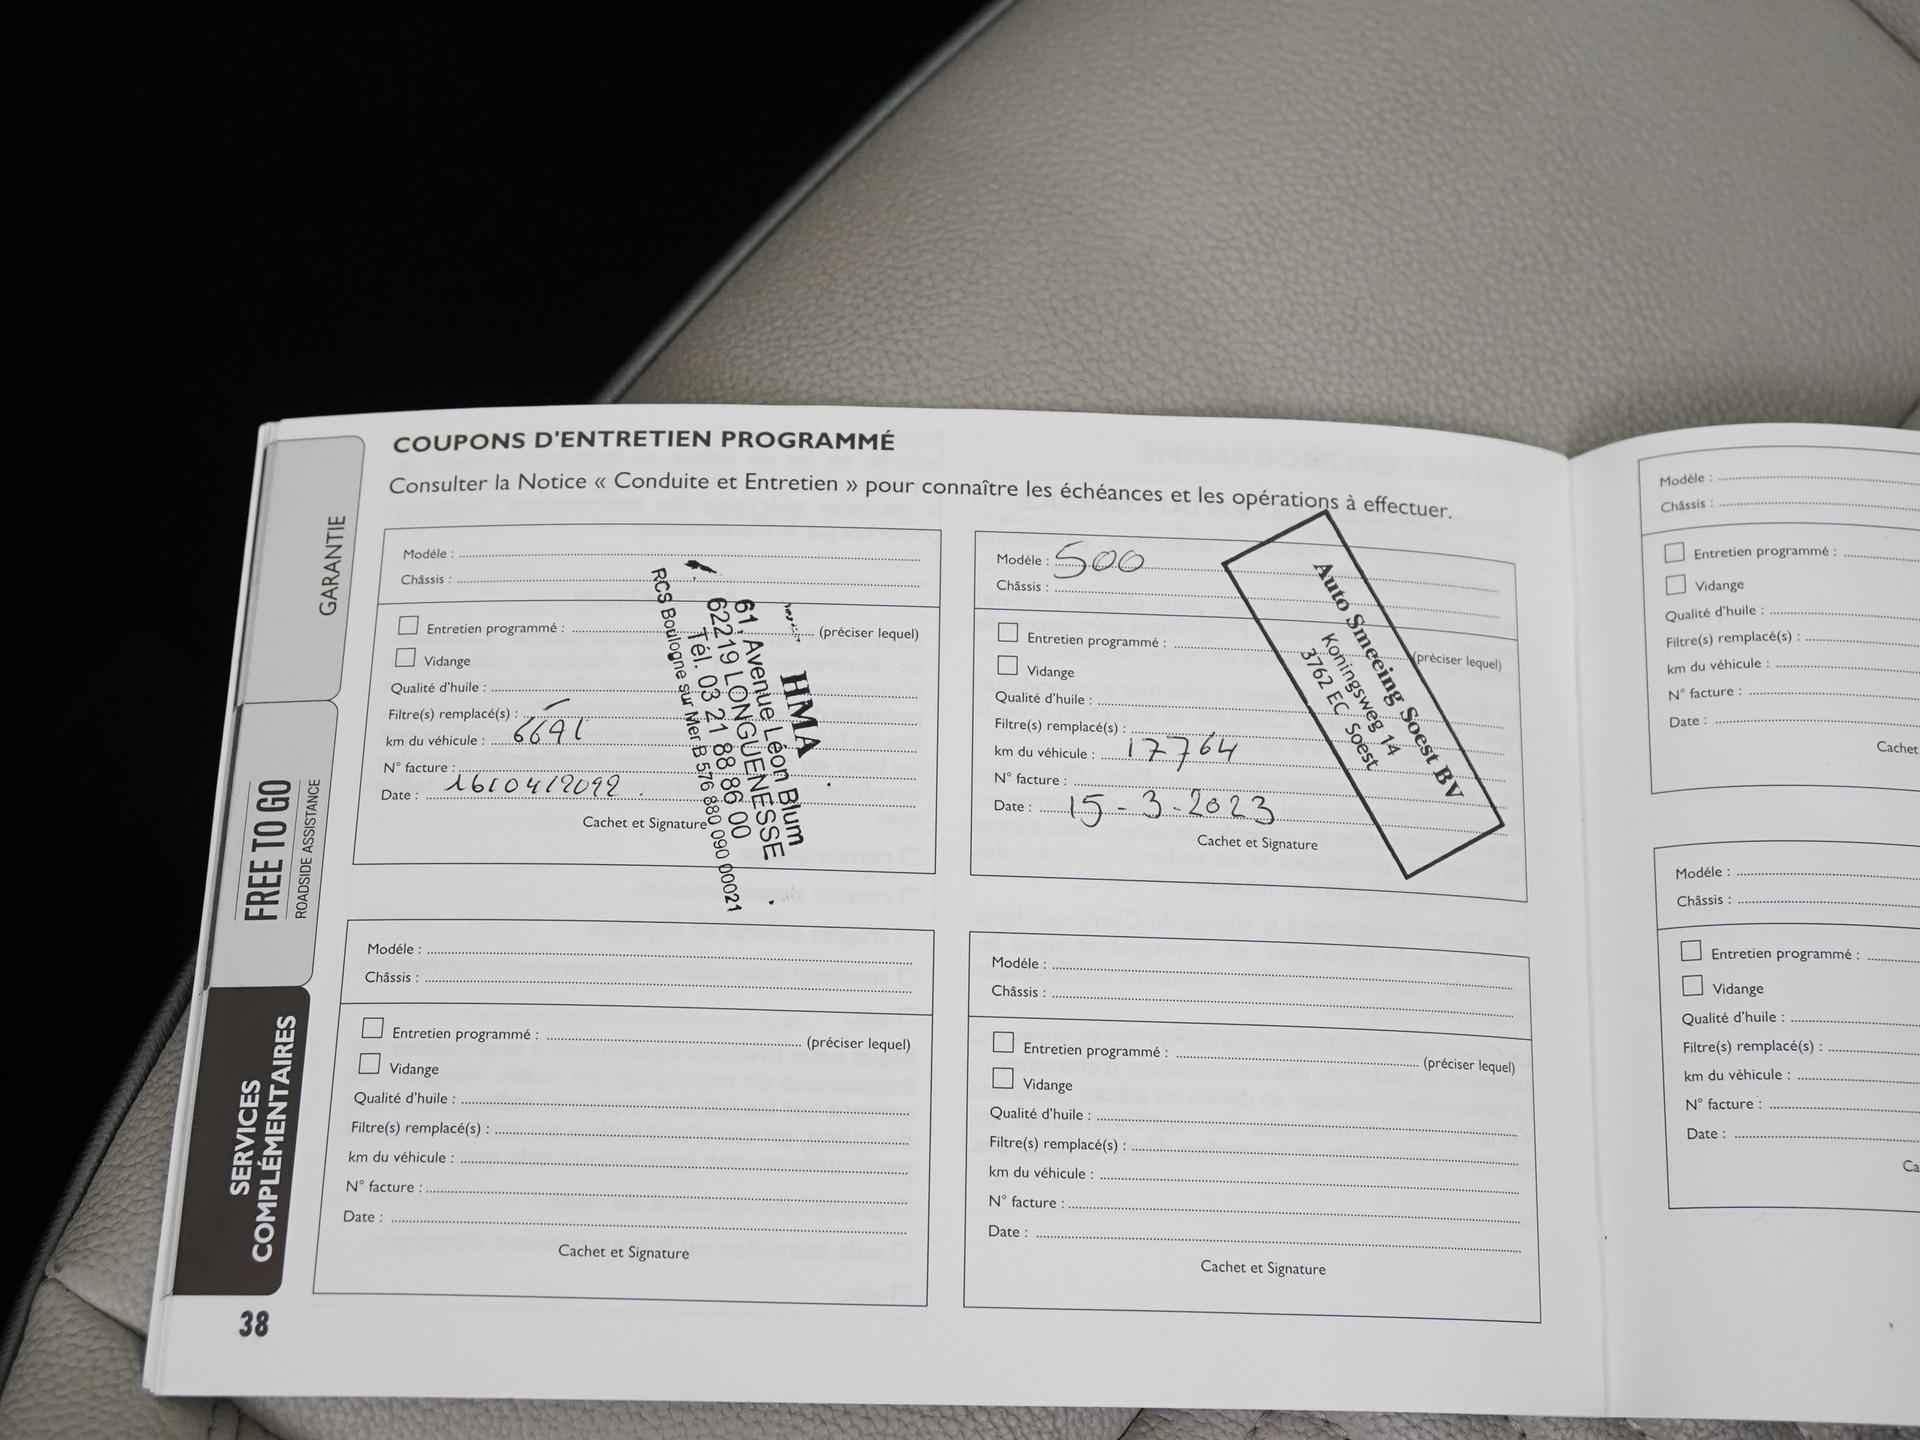 COUPONS D'ENTRETIEN PROGRAMMÉ
Consulter la Notice « Conduite et Entretien » pour connaître les échéances et les opérations à effectuer.
GARANTIE
FREE TO GO
ROADSIDE ASSISTANCE
SERVICES
COMPLÉMENTAIRES
38
Modéle :
Châssis :
Entretien programmé : (préciser lequel)
Vidange
Qualité d'huile :
Filtre(s) remplacé(s) :
km du véhicule :
N° facture :
Date :
Cachet et Signature
HMA
61, Avenue Léon Blum
62219 LONGUENESSE
Tél. 03 21 88 86 00
RCS Boulogne sur Mer B 576 880 090 00021
Modéle : 500
Châssis :
Entretien programmé : (préciser lequel)
Vidange
Qualité d'huile :
Filtre(s) remplacé(s) :
km du véhicule : 17764
N° facture :
Date : 15-3-2023
Cachet et Signature
Auto Smeeing Soest BV
Koningsweg 14
3762 EC Soest
Modéle :
Châssis :
Entretien programmé : (préciser lequel)
Vidange
Qualité d'huile :
Filtre(s) remplacé(s) :
km du véhicule :
N° facture :
Date :
Cachet et Signature
Modéle :
Châssis :
Entretien programmé : (préciser lequel)
Vidange
Qualité d'huile :
Filtre(s) remplacé(s) :
km du véhicule :
N° facture :
Date :
Cachet et Signature
Modéle :
Châssis :
Entretien programmé :
Vidange
Qualité d'huile :
Filtre(s) remplacé(s) :
km du véhicule :
N° facture :
Date :
Cachet
Modéle :
Châssis :
Entretien programmé :
Vidange
Qualité d'huile :
Filtre(s) remplacé(s) :
km du véhicule :
N° facture :
Date :